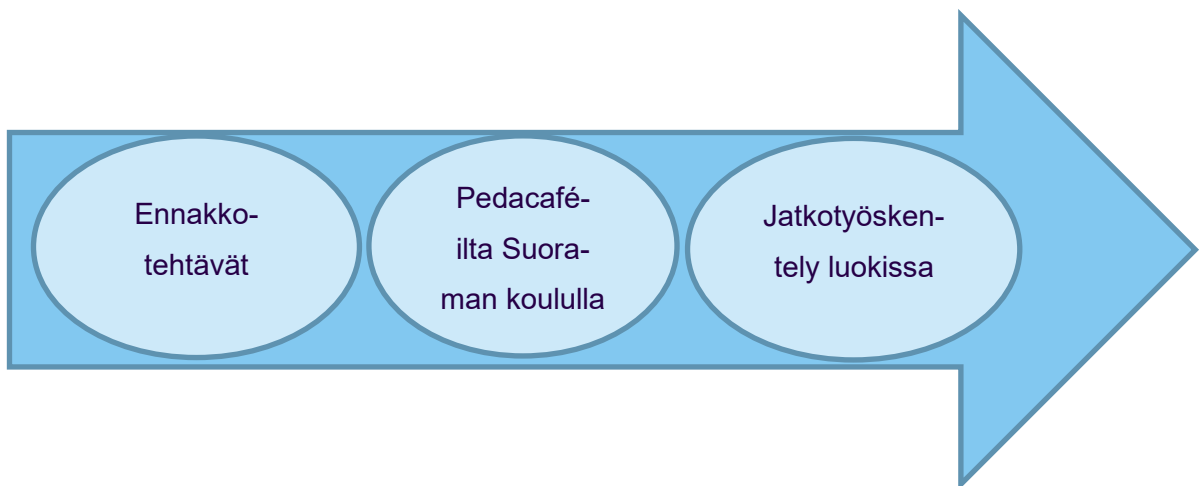 Ennakko-
tehtävät
Pedacafé-
ilta Suora-
man koululla
Jatkotyösken-
tely luokissa